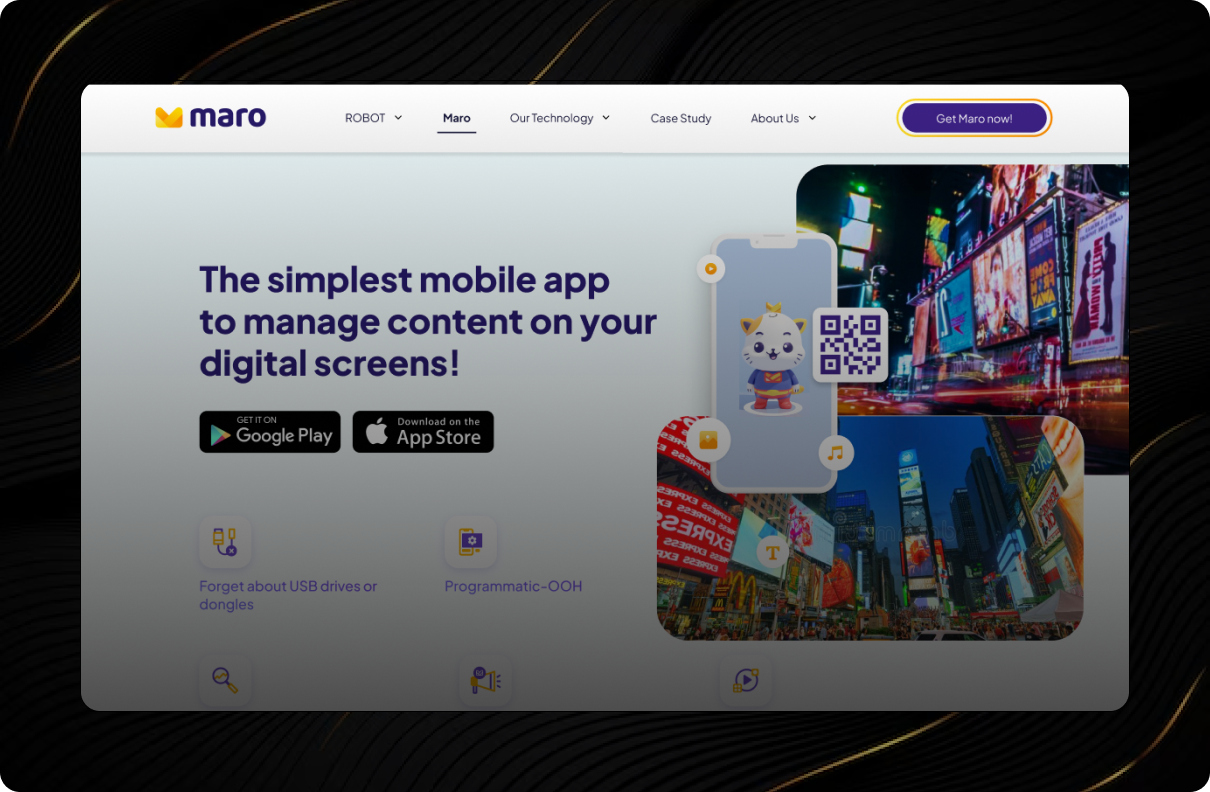 maro
ROBOT
Maro
Our Technology
Case Study
About Us
Get Maro now!
The simplest mobile app
to manage content on your
digital screens!
GET IT ON
Google Play
Download on the
App Store
Forget about USB drives or
dongles
Programmatic-OOH
EXPRESS
T